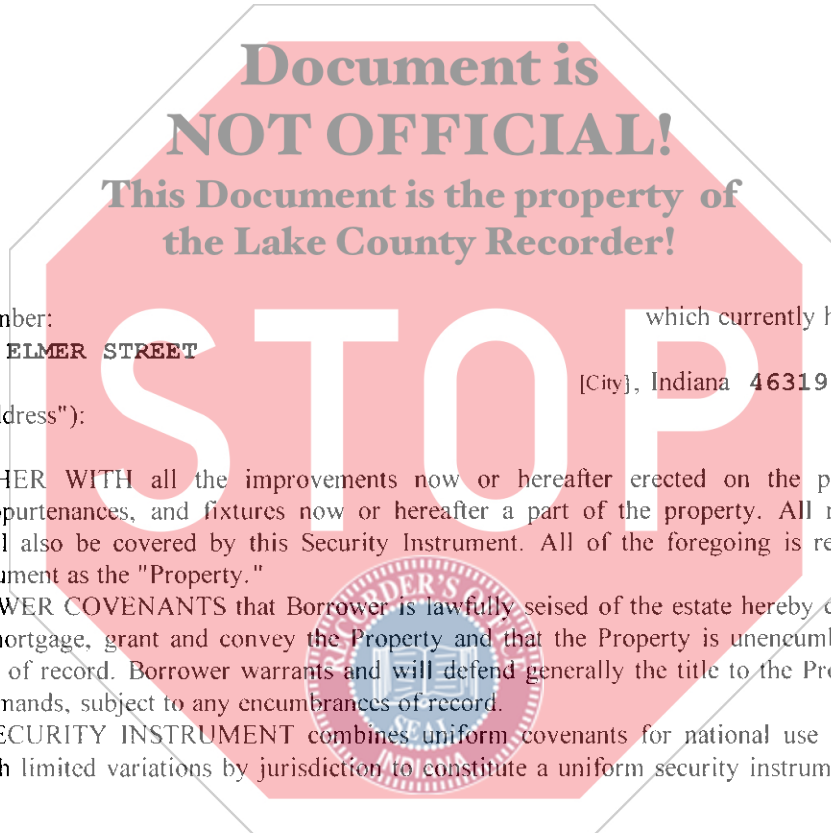 Document is
NOT OFFICIAL!
This Document is the property of
the Lake County Recorder!
STOP
mber: which currently h
ELMER STREET
[City}, Indiana 46319
dress"):
HER WITH all the improvements now or hereafter erected on the p
purtenances, and fixtures now or hereafter a part of the property. All r
l also be covered by this Security Instrument. All of the foregoing is re
ument as the "Property."
WER COVENANTS that Borrower is lawfully seised of the estate hereby c
mortgage, grant and convey the Property and that the Property is unencumb
of record. Borrower warrants and will defend generally the title to the Pro
mands, subject to any encumbrances of record.
ECURITY INSTRUMENT combines uniform covenants for national use
h limited variations by jurisdiction to constitute a uniform security instrum
RECORDER'S OFFICE
SEAL
INDIANA